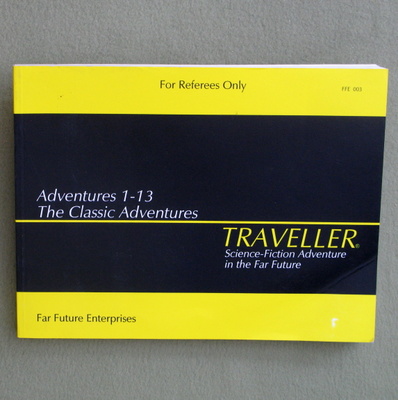 For Referees Only
FFE 003
Adventures 1-13
The Classic Adventures
TRAVELLER®
Science-Fiction Adventure
in the Far Future
Far Future Enterprises